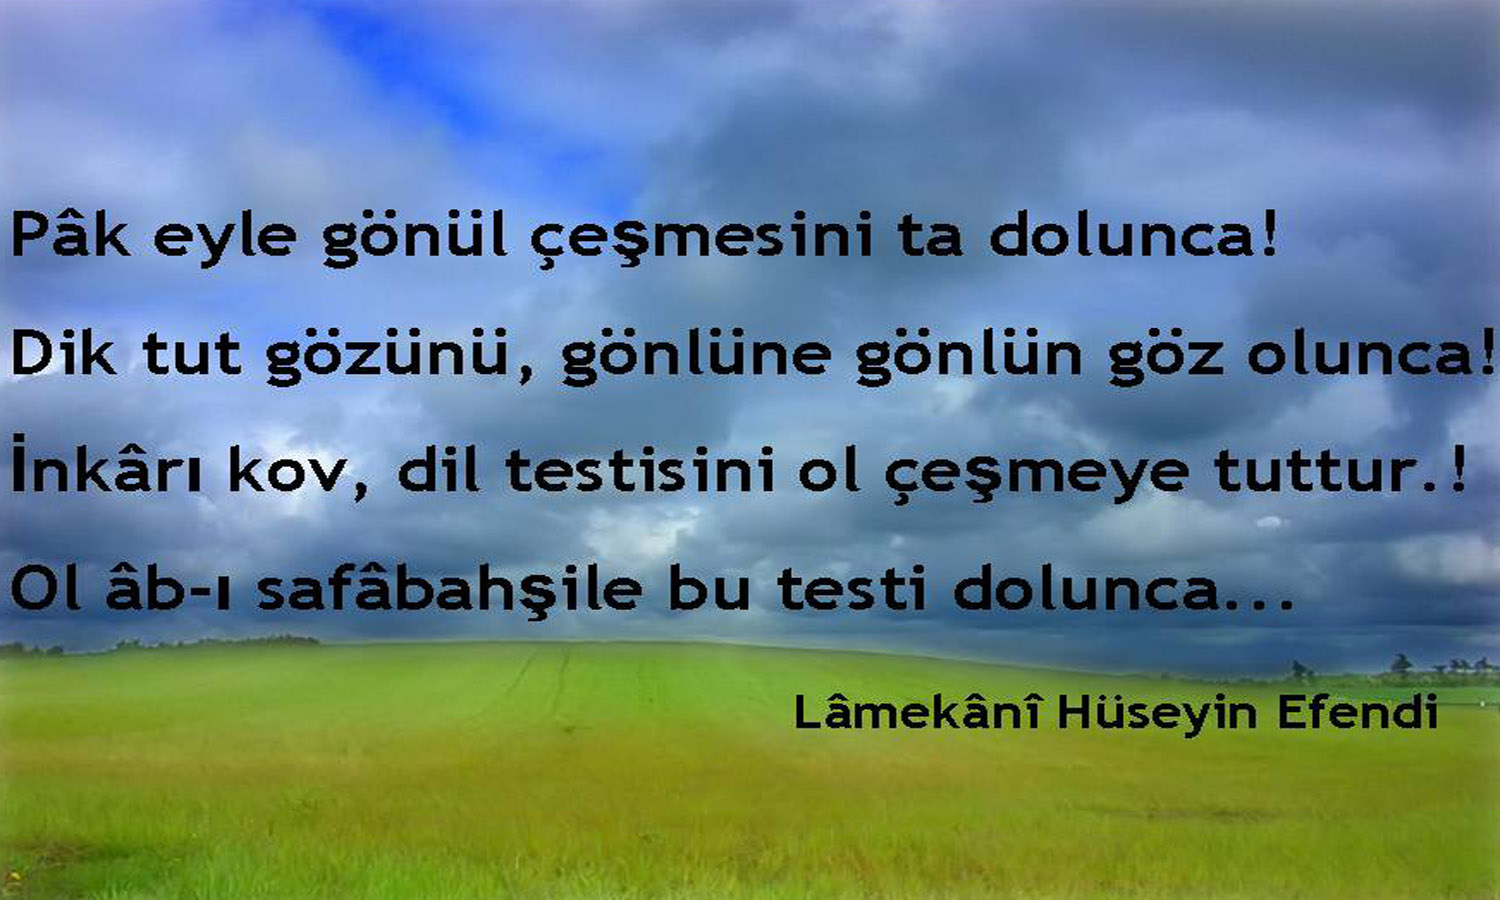 Pâk eyle gönül çeşmesini ta dolunca!
Dik tut gözünü, gönlüne gönlün göz olunca!
İnkârı kov, dil testisini ol çeşmeye tuttur.!
Ol âb-ı safâbahşile bu testi dolunca...
Lâmekânî Hüseyin Efendi